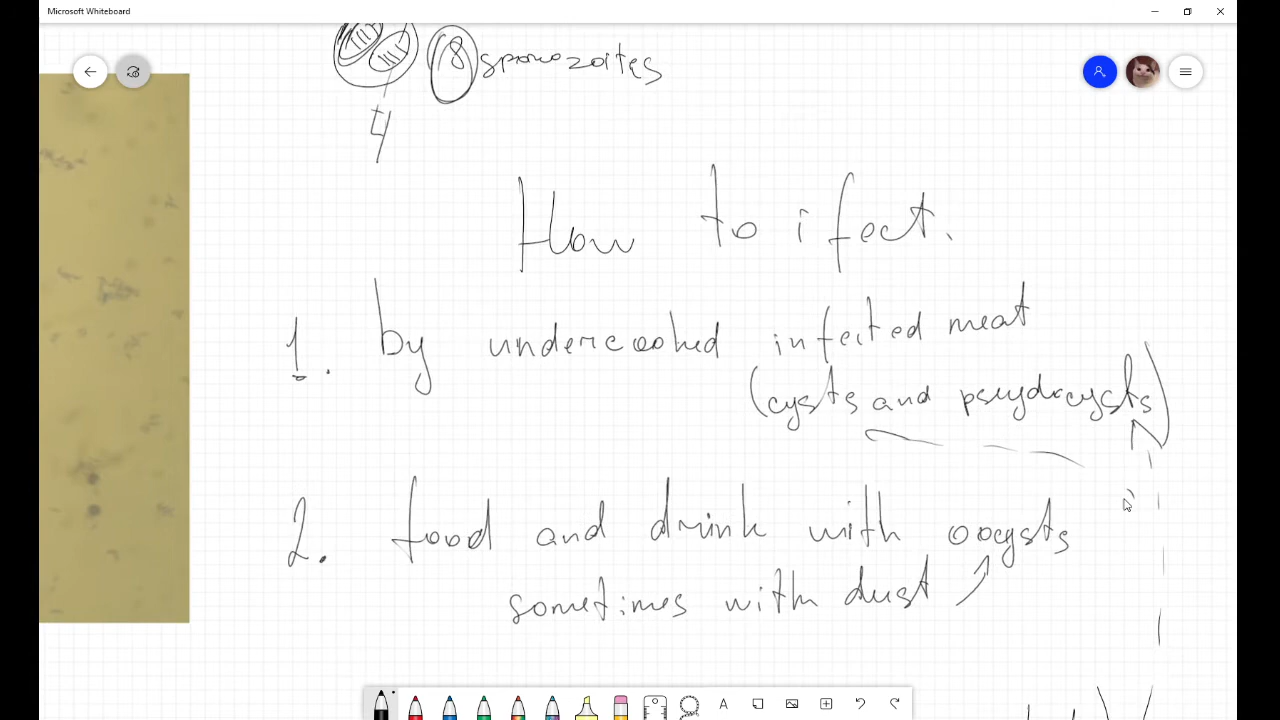 Microsoft Whiteboard
8 sporozoites
4
How to ifect.
1. by undercooked infected meat
(cysts and pseydocysts)
2. food and drink with oocysts
sometimes with dust